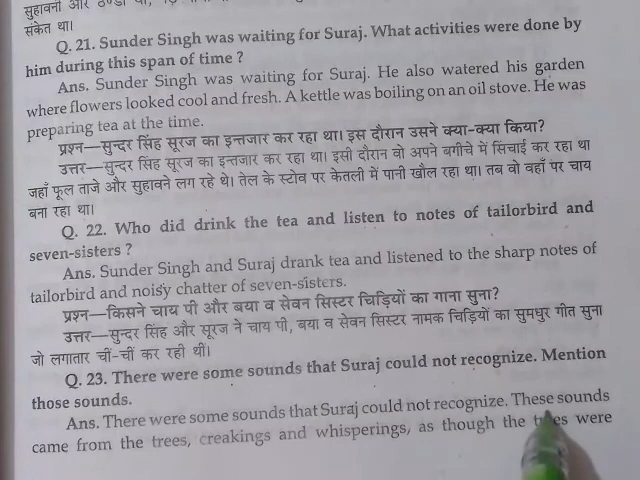 सुहावनी और ठण्डी थी,
संकेत था।
Q. 21. Sunder Singh was waiting for Suraj. What activities were done by
him during this span of time ?
Ans. Sunder Singh was waiting for Suraj. He also watered his garden
where flowers looked cool and fresh. A kettle was boiling on an oil stove. He was
preparing tea at the time.
प्रश्न—सुन्दर सिंह सूरज का इन्तजार कर रहा था। इस दौरान उसने क्या-क्या किया?
उत्तर—सुन्दर सिंह सूरज का इन्तजार कर रहा था। इसी दौरान वो अपने बगीचे में सिंचाई कर रहा था
जहाँ फूल ताजे और सुहावने लग रहे थे। तेल के स्टोव पर केतली में पानी खौल रहा था। तब वो वहाँ पर चाय
बना रहा था।
Q. 22. Who did drink the tea and listen to notes of tailorbird and
seven-sisters ?
Ans. Sunder Singh and Suraj drank tea and listened to the sharp notes of
tailorbird and noisy chatter of seven-sisters.
प्रश्न—किसने चाय पी और बया व सेवन सिस्टर चिड़ियों का गाना सुना?
उत्तर—सुन्दर सिंह और सूरज ने चाय पी, बया व सेवन सिस्टर नामक चिड़ियों का सुमधुर गीत सुना
जो लगातार चीं-चीं कर रही थीं।
Q. 23. There were some sounds that Suraj could not recognize. Mention
those sounds.
Ans. There were some sounds that Suraj could not recognize. These sounds
came from the trees, creakings and whisperings, as though the trees were